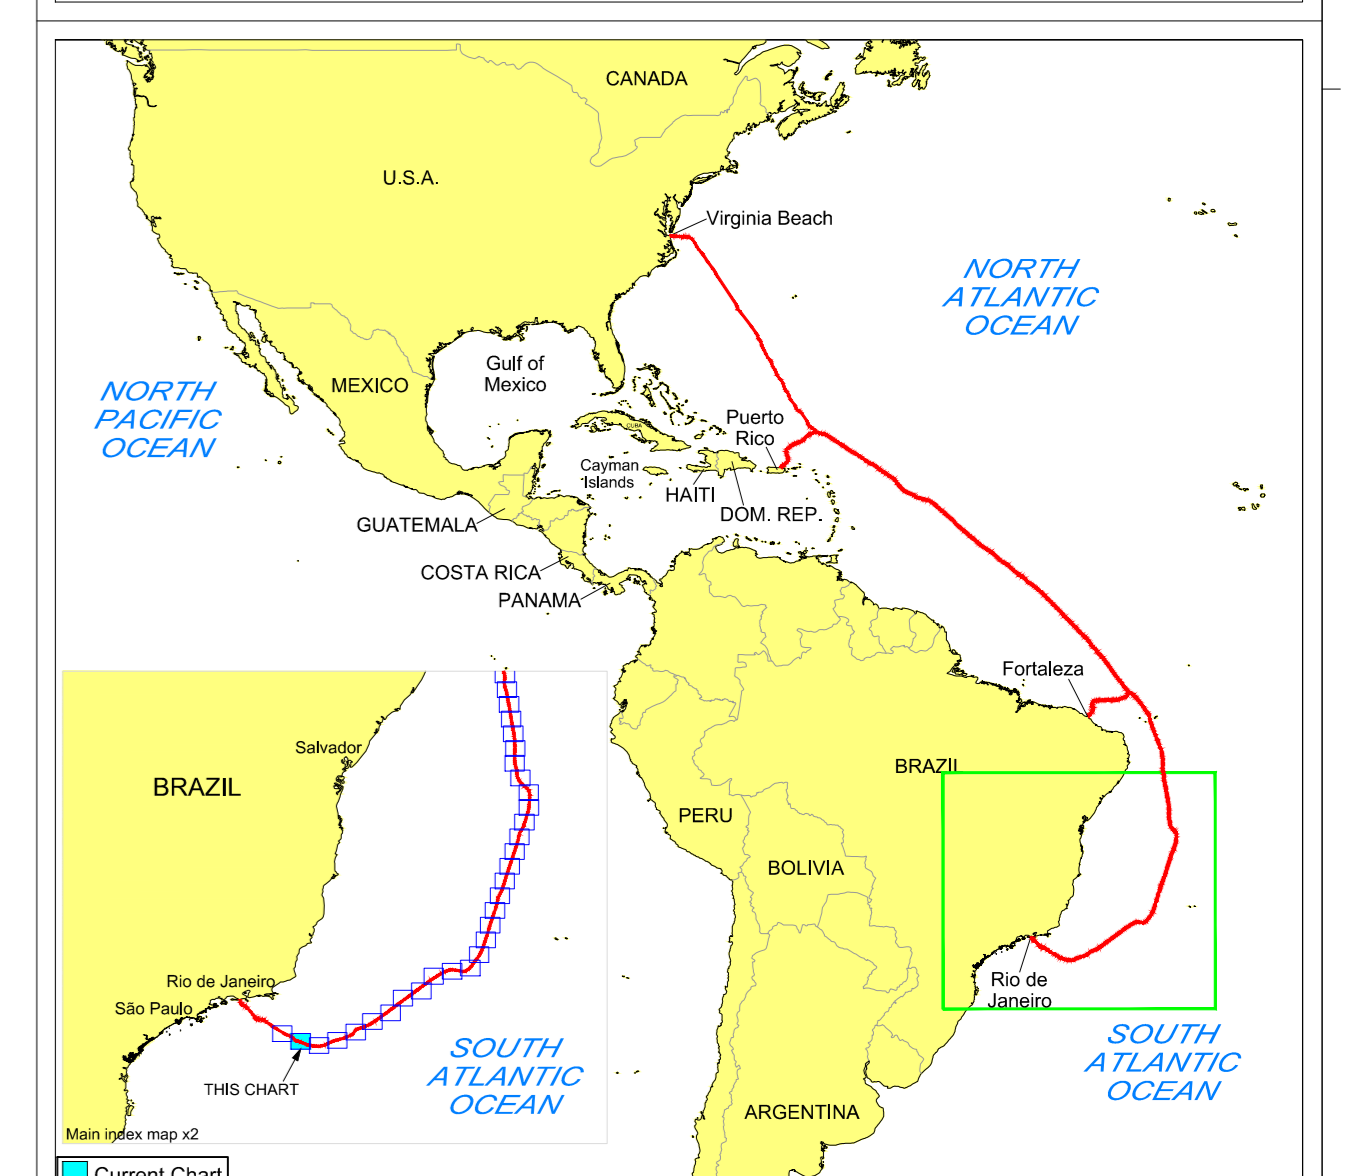 CANADA
U.S.A.
Virginia Beach
NORTH
ATLANTIC
OCEAN
Gulf of
Mexico
MEXICO
NORTH
PACIFIC
OCEAN
Puerto
Rico
CUBA
Cayman
Islands
HAITI
DOM. REP.
GUATEMALA
COSTA RICA
PANAMA
Fortaleza
BRAZIL
PERU
BOLIVIA
Rio de
Janeiro
SOUTH
ATLANTIC
OCEAN
ARGENTINA
Salvador
BRAZIL
Rio de Janeiro
São Paulo
THIS CHART
SOUTH
ATLANTIC
OCEAN
Main index map x2
Current Chart